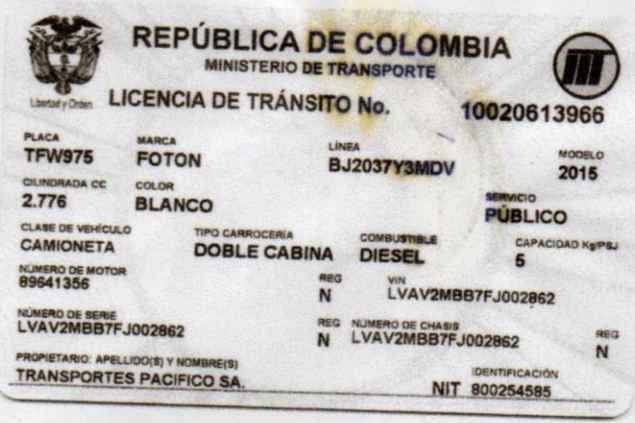 REPÚBLICA DE COLOMBIA
MINISTERIO DE TRANSPORTE
Libertad y Orden
LICENCIA DE TRÁNSITO No. 10020613966
PLACA MARCA LÍNEA MODELO
TFW975 FOTON BJ2037Y3MDV 2015
CILINDRADA CC COLOR SERVICIO
2.776 BLANCO PÚBLICO
CLASE DE VEHÍCULO TIPO CARROCERÍA COMBUSTIBLE CAPACIDAD Kg/PSJ
CAMIONETA DOBLE CABINA DIESEL 5
NÚMERO DE MOTOR REG VIN
89641356 N LVAV2MBB7FJ002862
NÚMERO DE SERIE REG NÚMERO DE CHASIS REG
LVAV2MBB7FJ002862 N LVAV2MBB7FJ002862 N
PROPIETARIO: APELLIDO(S) Y NOMBRE(S) IDENTIFICACIÓN
TRANSPORTES PACIFICO SA. NIT 800254585